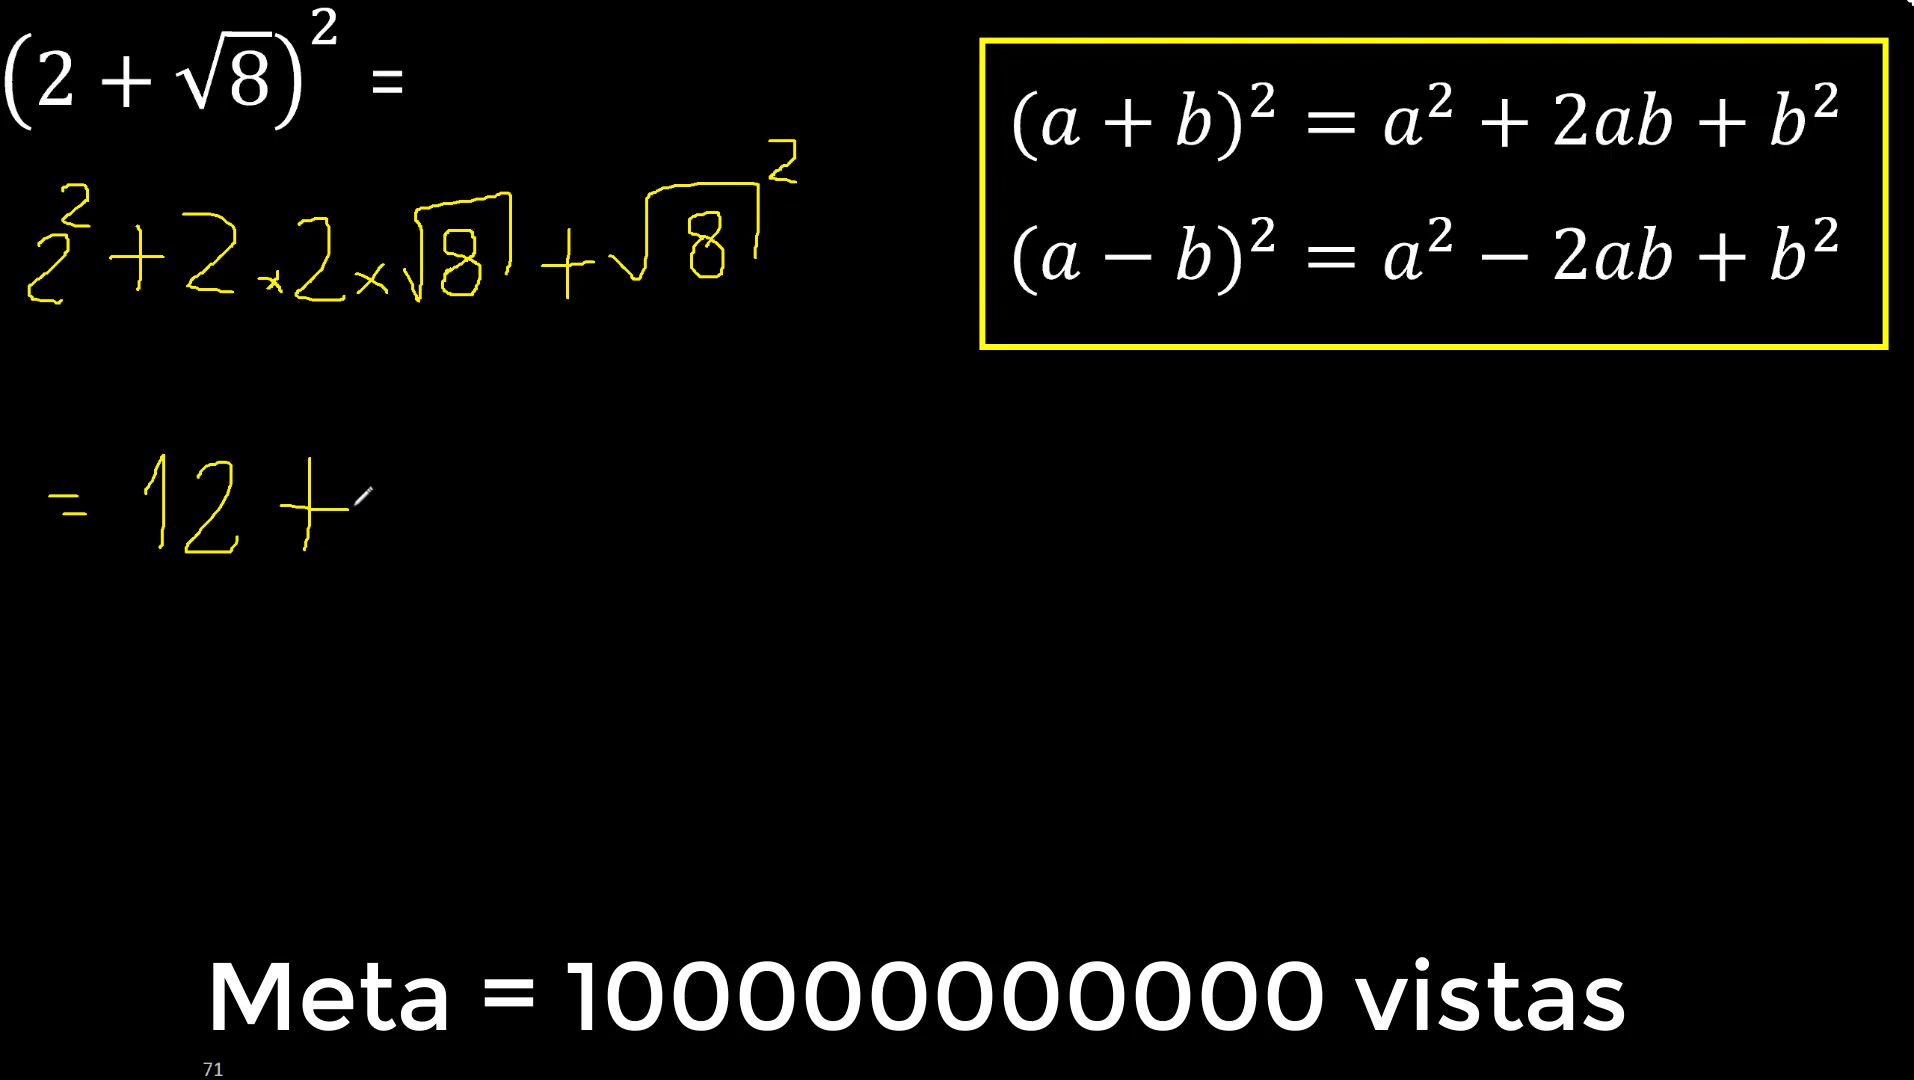 (2 + √8)² =
(a + b)² = a² + 2ab + b²
(a − b)² = a² − 2ab + b²
2² + 2 × 2 × √8 + √8²
= 12 +
Meta = 100000000000 vistas
71